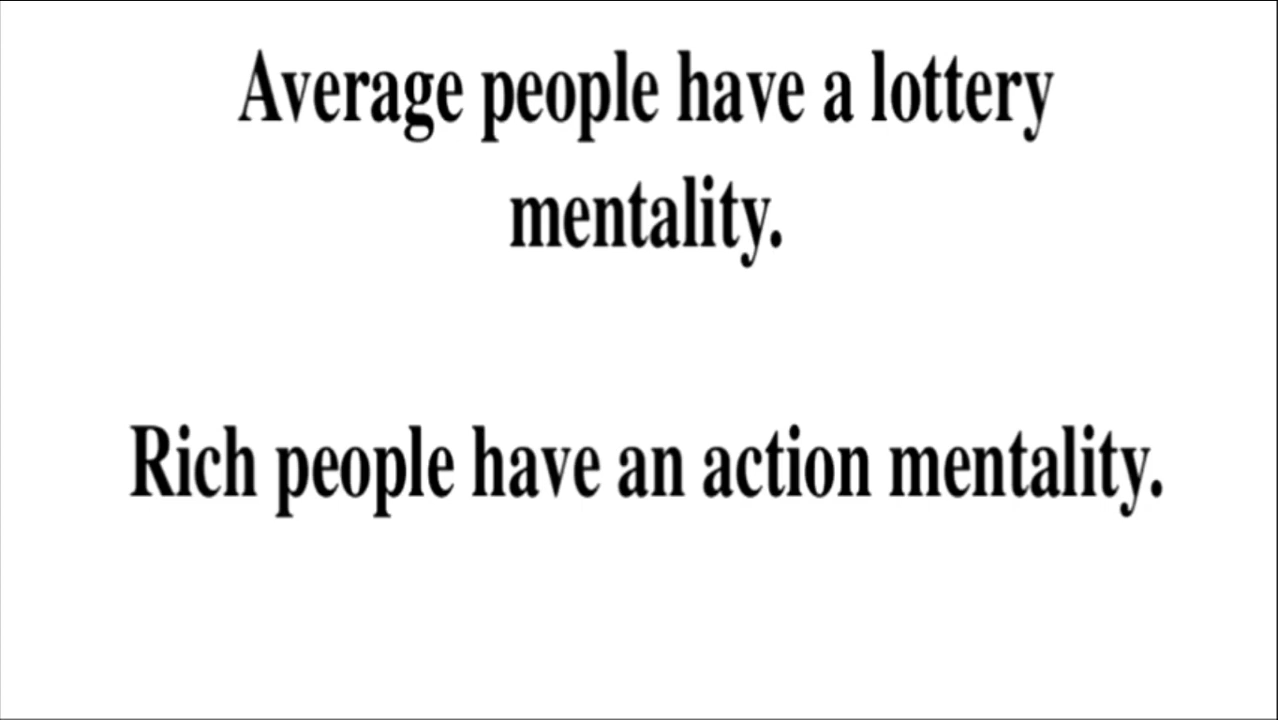 Average people have a lottery
mentality.
Rich people have an action mentality.